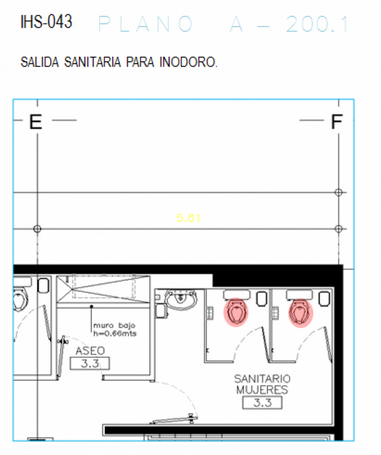 IHS-043 PLANO A-200.1
SALIDA SANITARIA PARA INODORO.
E F
5.81
muro bajo
h=0.66mts
ASEO
3.3
SANITARIO
MUJERES
3.3